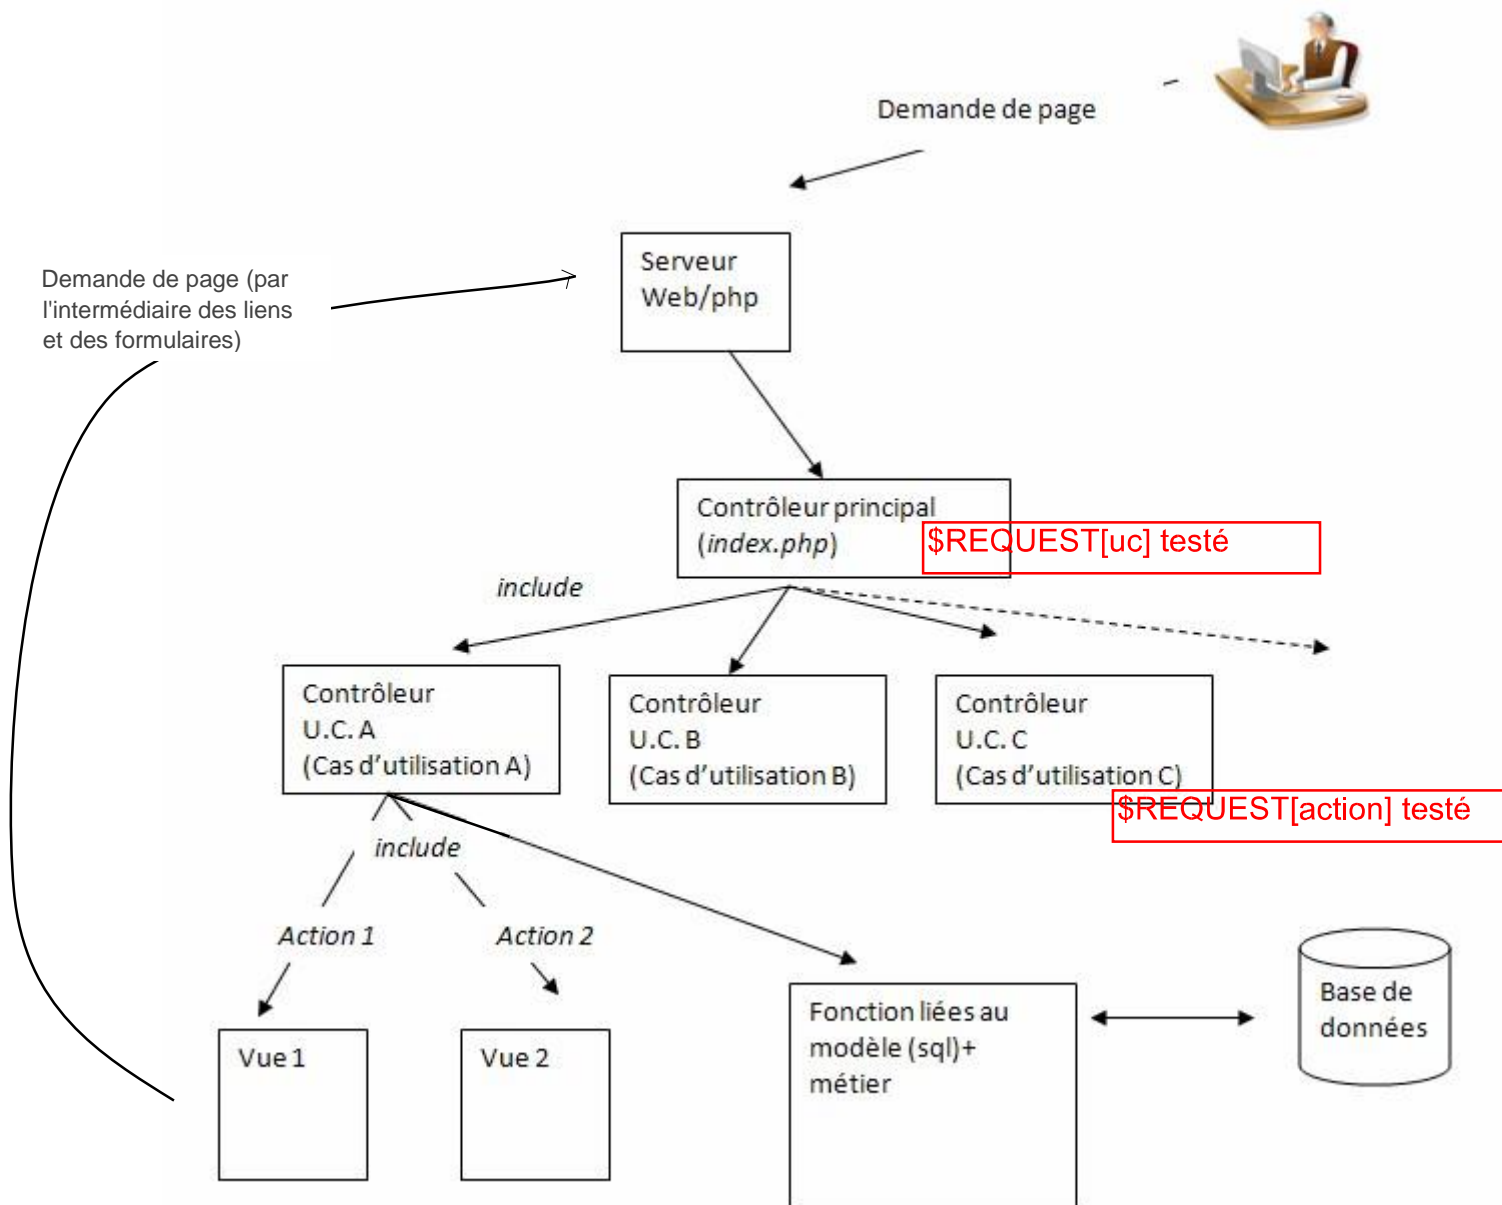 Demande de page
Serveur
Web/php
Demande de page (par
l'intermédiaire des liens
et des formulaires)
Contrôleur principal
(index.php)
$REQUEST[uc] testé
include
Contrôleur
U.C. A
(Cas d'utilisation A)
Contrôleur
U.C. B
(Cas d'utilisation B)
Contrôleur
U.C. C
(Cas d'utilisation C)
$REQUEST[action] testé
include
Action 1
Action 2
Vue 1
Vue 2
Fonction liées au
modèle (sql)+
métier
Base de
données